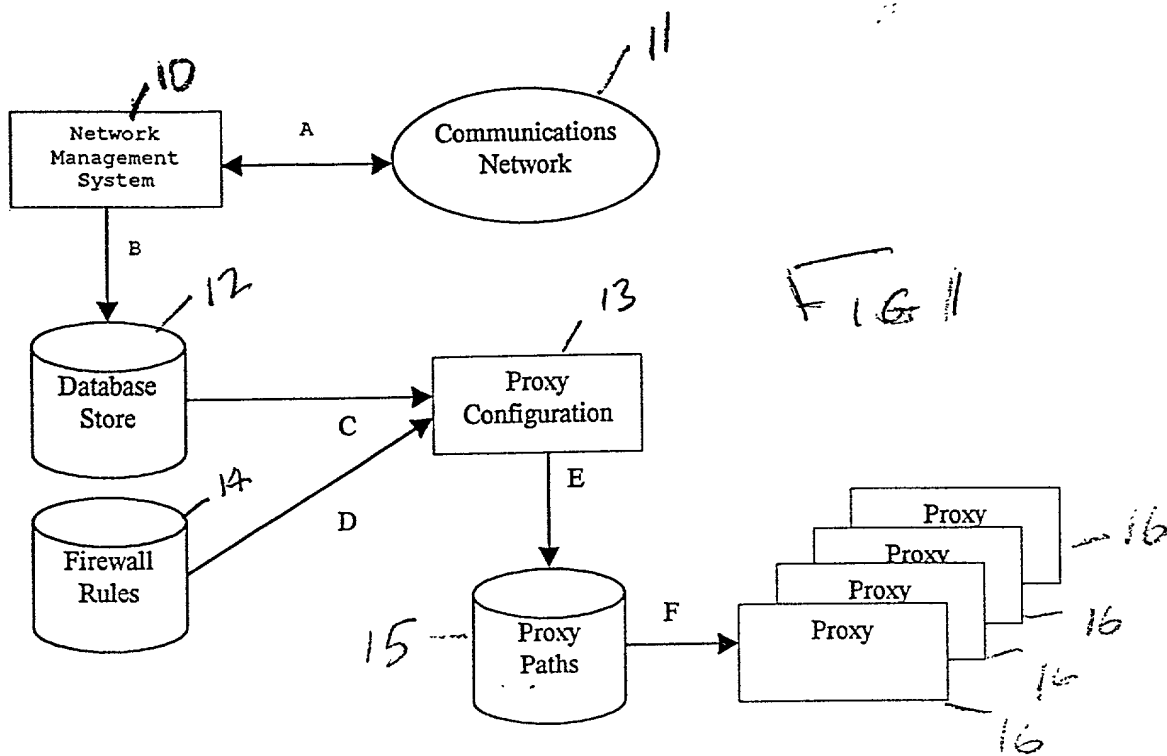 11
10
A
Network
Management
System
Communications
Network
B
12
13
FIG 1
Database
Store
Proxy
Configuration
C
14
E
D
Firewall
Rules
Proxy
16
Proxy
Proxy
F
Proxy
16
15
Proxy
Paths
16
16